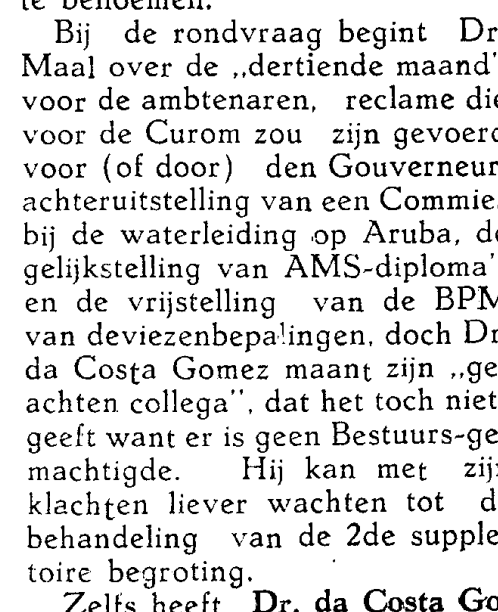 te benoemen.
Bij de rondvraag begint Dr.
Maal over de „dertiende maand"
voor de ambtenaren, reclame die
voor de Curom zou zijn gevoerd
voor (of door) den Gouverneur,
achteruitstelling van een Commies
bij de waterleiding op Aruba, de
gelijkstelling van AMS-diploma's
en de vrijstelling van de BPM
van deviezenbepalingen, doch Dr.
da Costa Gomez maant zijn „ge-
achten collega", dat het toch niets
geeft want er is geen Bestuurs-ge-
machtigde. Hij kan met zijn
klachten liever wachten tot de
behandeling van de 2de supple-
toire begroting.
Zelfs heeft Dr. da Costa Go